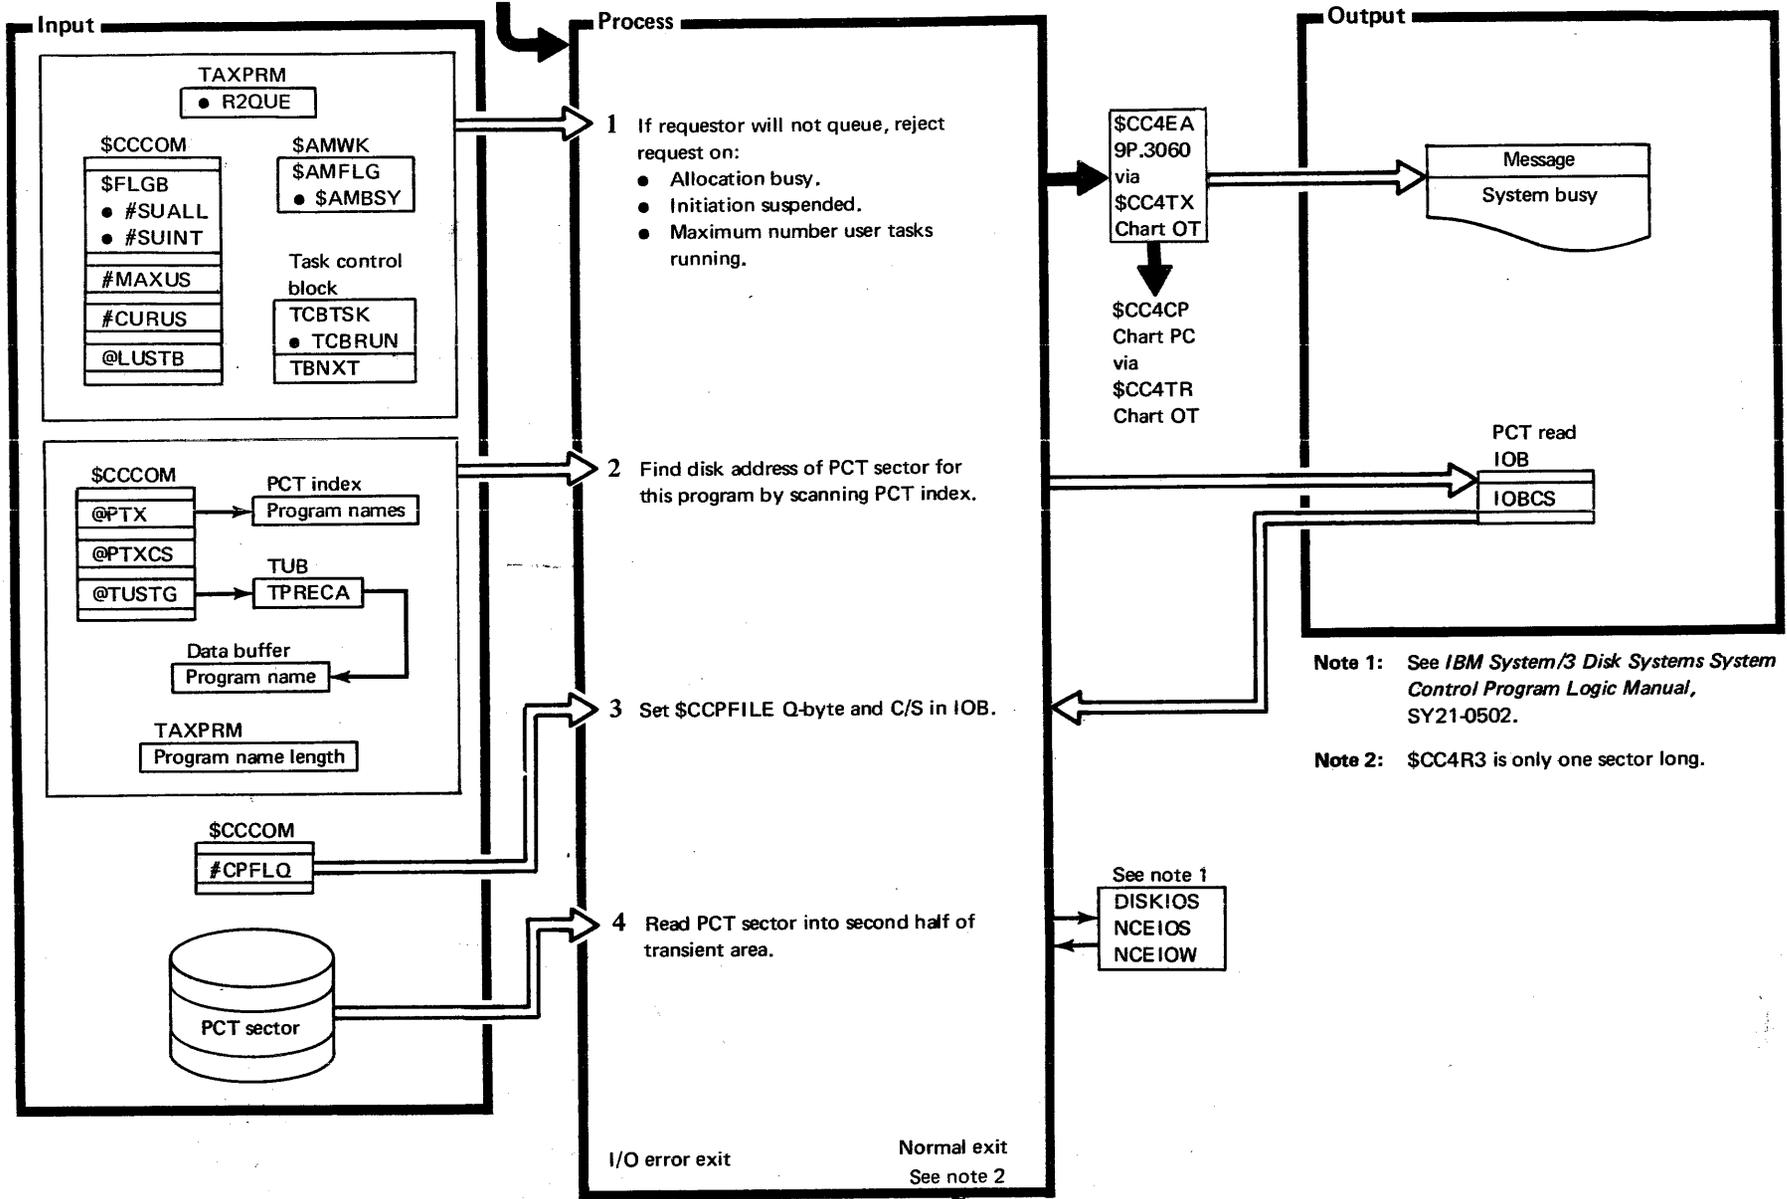 Input
TAXPRM
● R2QUE
$CCCOM
$FLGB
● #SUALL
● #SUINT
#MAXUS
#CURUS
@LUSTB
$AMWK
$AMFLG
● $AMBSY
Task control
block
TCBTSK
● TCBRUN
TBNXT
$CCCOM
@PTX
@PTXCS
@TUSTG
PCT index
Program names
TUB
TPRECA
Data buffer
Program name
TAXPRM
Program name length
$CCCOM
#CPFLQ
PCT sector
Process
1 If requestor will not queue, reject
request on:
● Allocation busy.
● Initiation suspended.
● Maximum number user tasks
running.
2 Find disk address of PCT sector for
this program by scanning PCT index.
3 Set $CCPFILE Q-byte and C/S in IOB.
4 Read PCT sector into second half of
transient area.
I/O error exit
Normal exit
See note 2
$CC4EA
9P.3060
via
$CC4TX
Chart OT
$CC4CP
Chart PC
via
$CC4TR
Chart OT
See note 1
DISKIOS
NCEIOS
NCEIOW
Output
Message
System busy
PCT read
IOB
IOBCS
Note 1: See IBM System/3 Disk Systems System
Control Program Logic Manual,
SY21-0502.
Note 2: $CC4R3 is only one sector long.